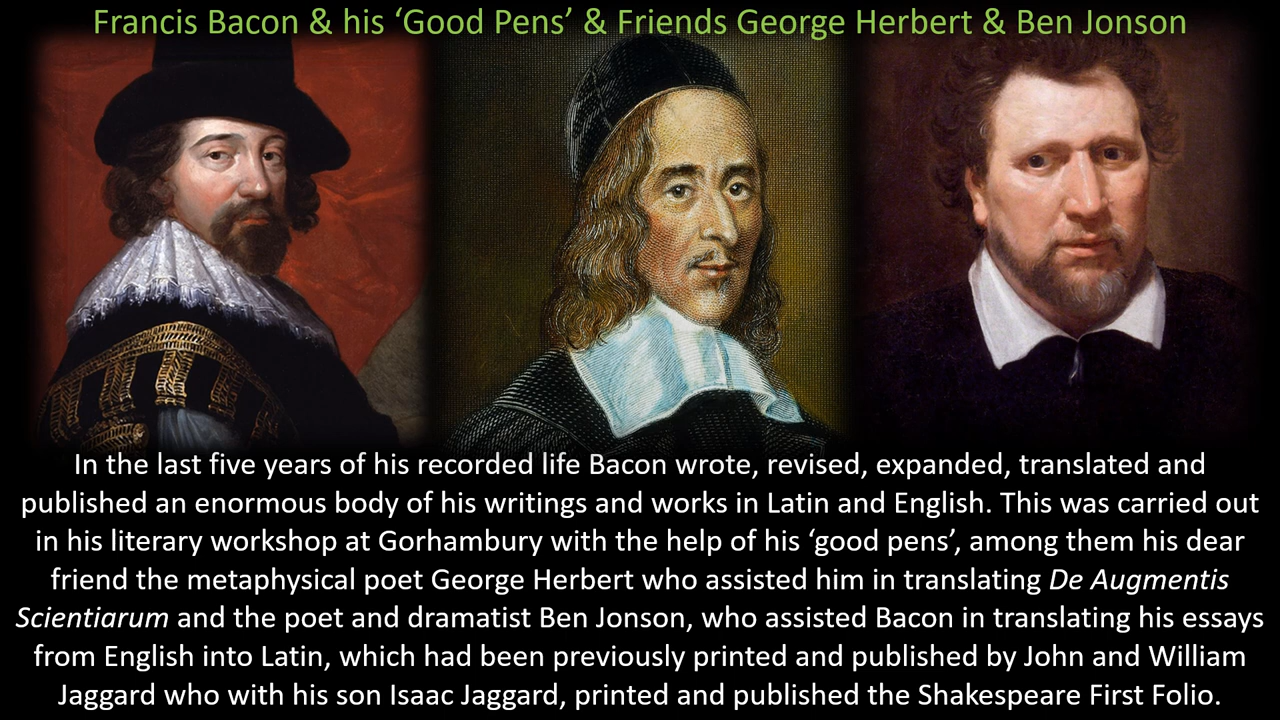 Francis Bacon & his ‘Good Pens’ & Friends George Herbert & Ben Jonson
In the last five years of his recorded life Bacon wrote, revised, expanded, translated and
published an enormous body of his writings and works in Latin and English. This was carried out
in his literary workshop at Gorhambury with the help of his ‘good pens’, among them his dear
friend the metaphysical poet George Herbert who assisted him in translating De Augmentis
Scientiarum and the poet and dramatist Ben Jonson, who assisted Bacon in translating his essays
from English into Latin, which had been previously printed and published by John and William
Jaggard who with his son Isaac Jaggard, printed and published the Shakespeare First Folio.